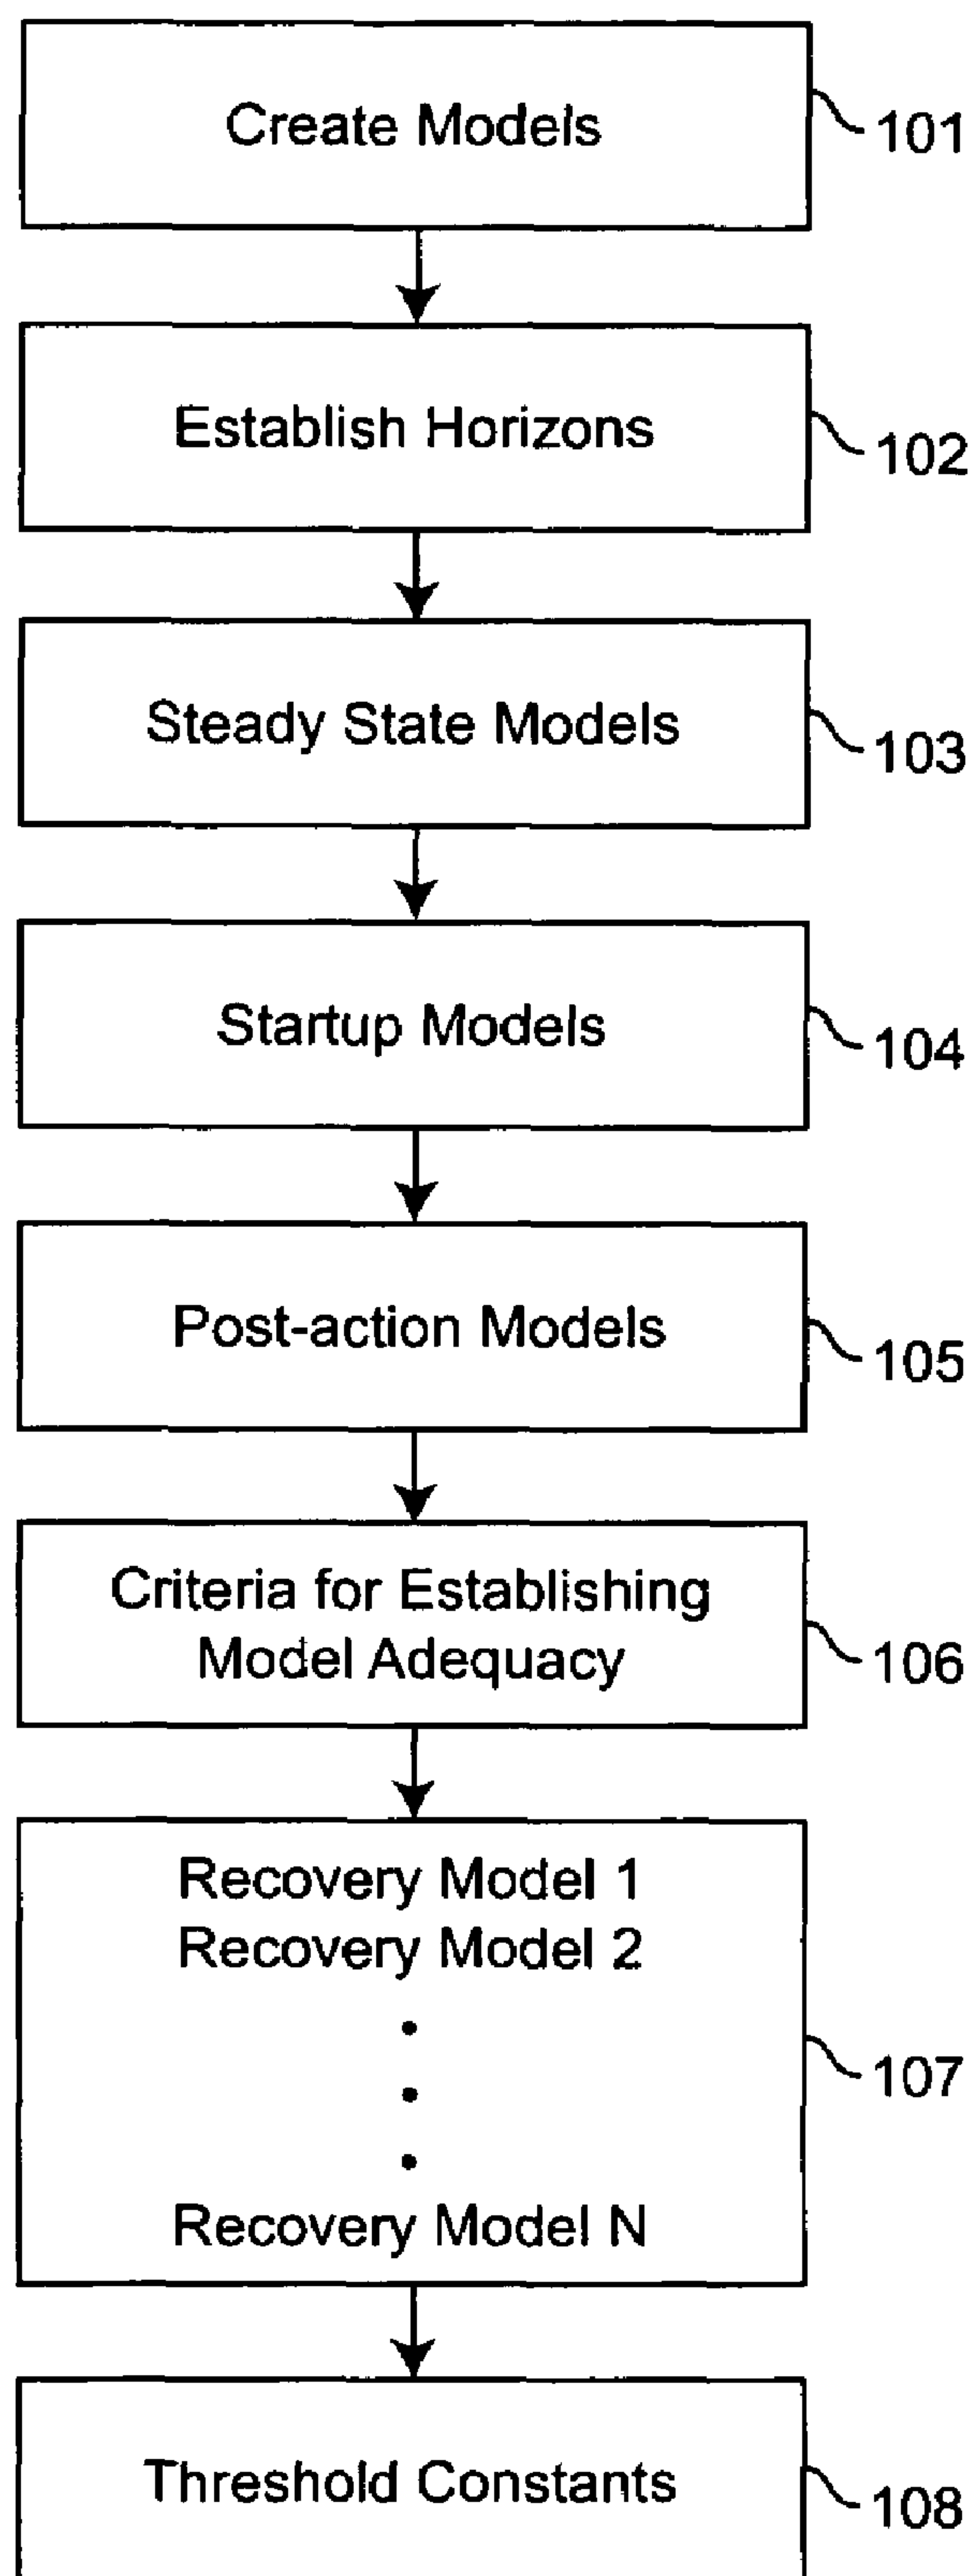 Create Models
101
Establish Horizons
102
Steady State Models
103
Startup Models
104
Post-action Models
105
Criteria for Establishing
Model Adequacy
106
Recovery Model 1
Recovery Model 2
Recovery Model N
107
Threshold Constants
108